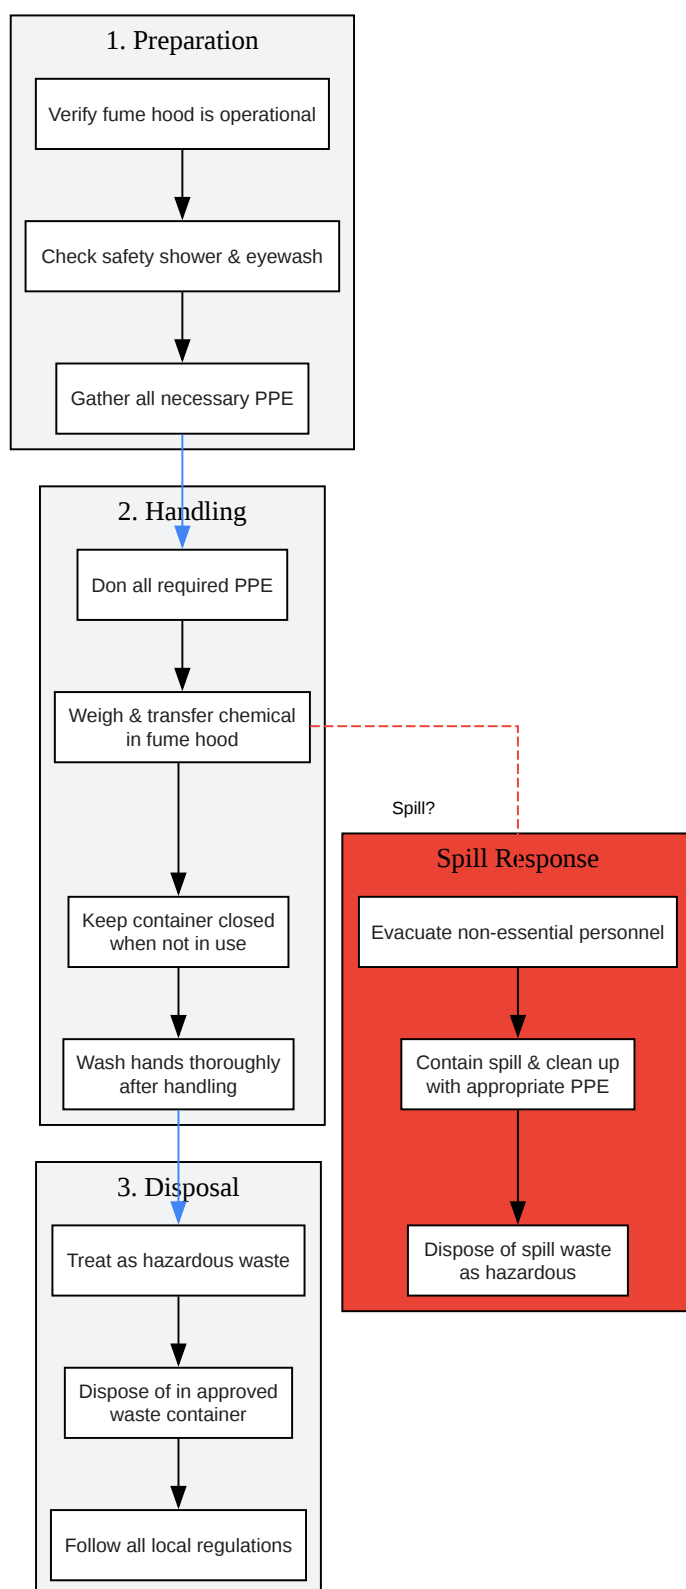 1. Preparation
Verify fume hood is operational
Check safety shower & eyewash
Gather all necessary PPE
2. Handling
Don all required PPE
Weigh & transfer chemical
in fume hood
Spill?
Keep container closed
when not in use
Wash hands thoroughly
after handling
Spill Response
Evacuate non-essential personnel
Contain spill & clean up
with appropriate PPE
Dispose of spill waste
as hazardous
3. Disposal
Treat as hazardous waste
Dispose of in approved
waste container
Follow all local regulations